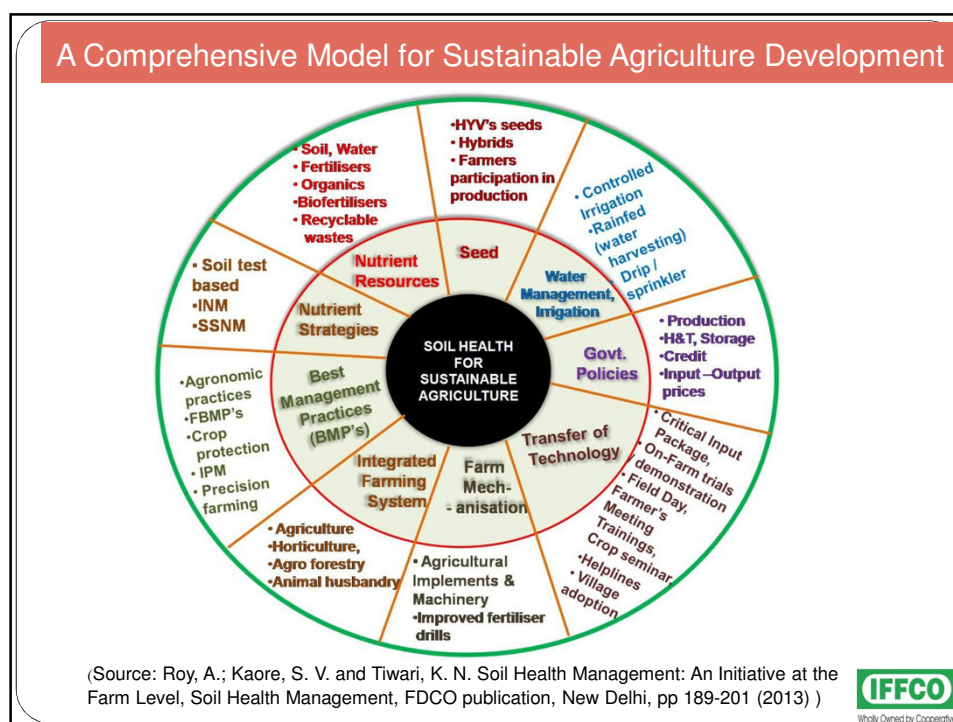 A Comprehensive Model for Sustainable Agriculture Development
•Soil, Water
• Fertilisers
• Organics
•Biofertilisers
• Recyclable
wastes
•HYV's seeds
• Hybrids
• Farmers
participation in
production
• Controlled
Irrigation
•Rainfed
(water
harvesting)
• Drip /
sprinkler
• Production
•H&T, Storage
•Credit
•Input –Output
prices
• Critical Input
Package,
• On-Farm trials
/ demonstration
• Field Day,
Farmer's
Meeting
Trainings,
Crop seminar,
• Helplines
• Village
adoption
• Agricultural
Implements &
Machinery
•Improved fertiliser
drills
• Agriculture
•Horticulture,
•Agro forestry
•Animal husbandry
• Agronomic
practices
•FBMP's
•Crop
protection
• IPM
• Precision
farming
• Soil test
based
•INM
•SSNM
Nutrient
Resources
Seed
Water
Management,
Irrigation
Govt.
Policies
Transfer of
Technology
Farm
Mech-
-anisation
Integrated
Farming
System
Best
Management
Practices
(BMP's)
Nutrient
Strategies
SOIL HEALTH
FOR
SUSTAINABLE
AGRICULTURE
(Source: Roy, A.; Kaore, S. V. and Tiwari, K. N. Soil Health Management: An Initiative at the
Farm Level, Soil Health Management, FDCO publication, New Delhi, pp 189-201 (2013) )
IFFCO
Wholly Owned by Cooperative